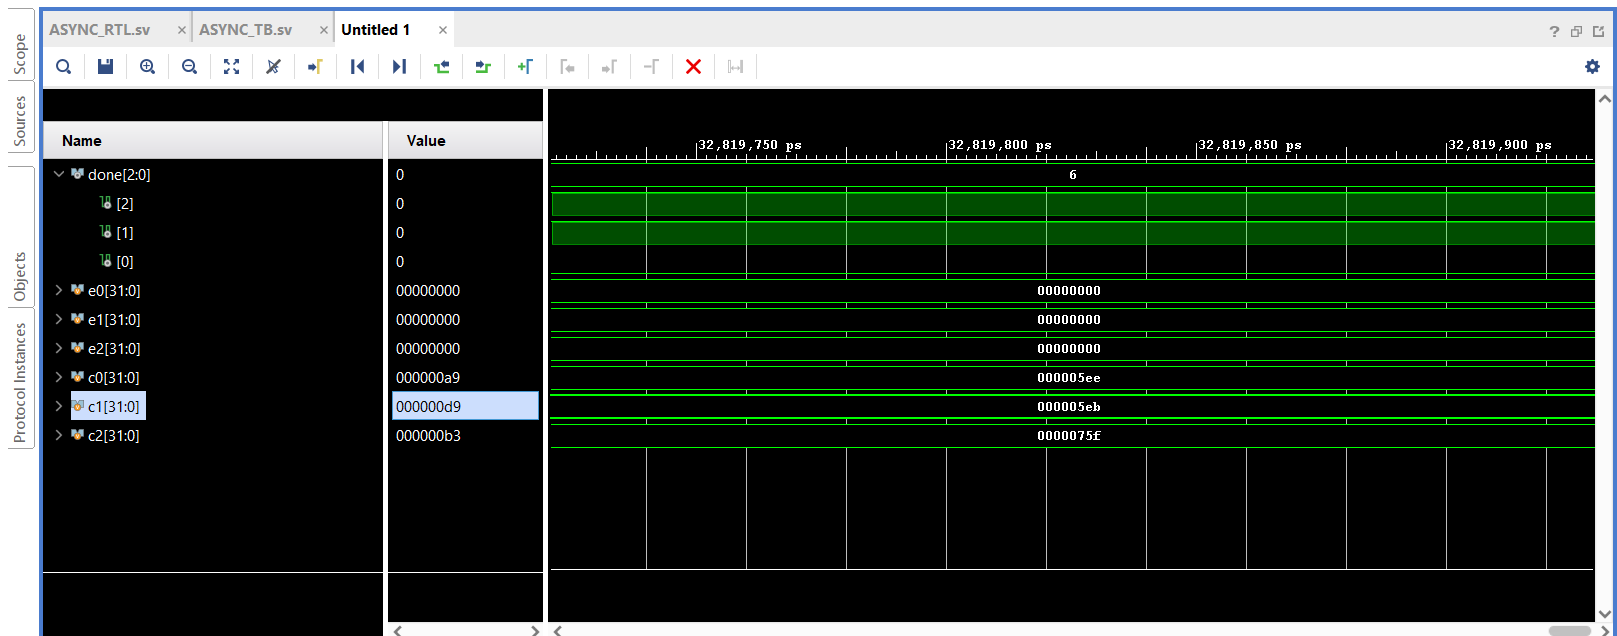 ASYNC_RTL.sv × ASYNC_TB.sv × Untitled 1 ×
?
Scope
Sources
Objects
Protocol Instances
Name Value
32,819,750 ps 32,819,800 ps 32,819,850 ps 32,819,900 ps
done[2:0] 0 6
[2] 0
[1] 0
[0] 0
e0[31:0] 00000000 00000000
e1[31:0] 00000000 00000000
e2[31:0] 00000000 00000000
c0[31:0] 000000a9 000005ee
c1[31:0] 000000d9 000005eb
c2[31:0] 000000b3 0000075f